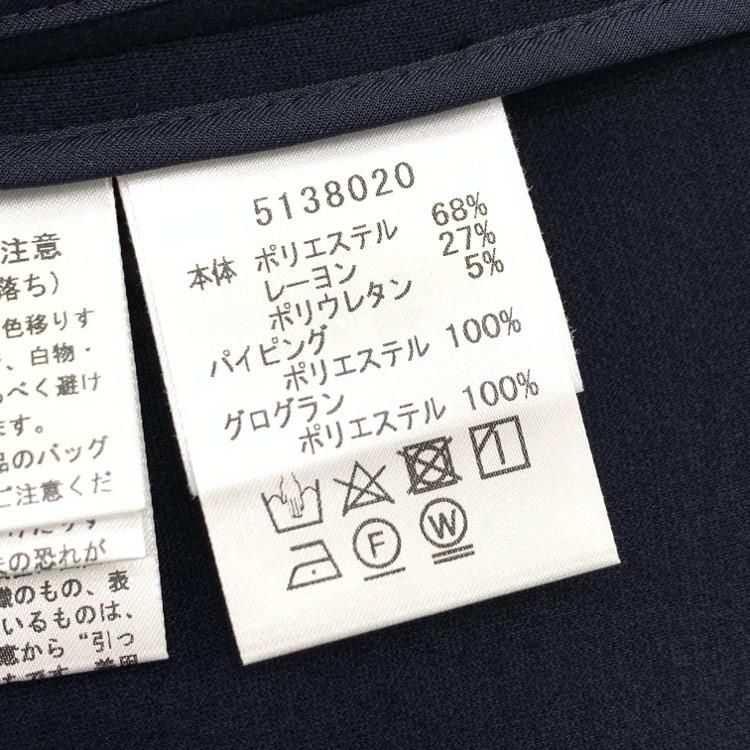 注意
落ち）
色移りす
、白物・
るべく避け
ます。
品のバッグ
ご注意くだ
の恐れが
織のもの、表
いるものは、
意から“引っ
5138020
本体 ポリエステル 68%
レーヨン 27%
ポリウレタン 5%
パイピング
ポリエステル 100%
グログラン
ポリエステル 100%
F
W